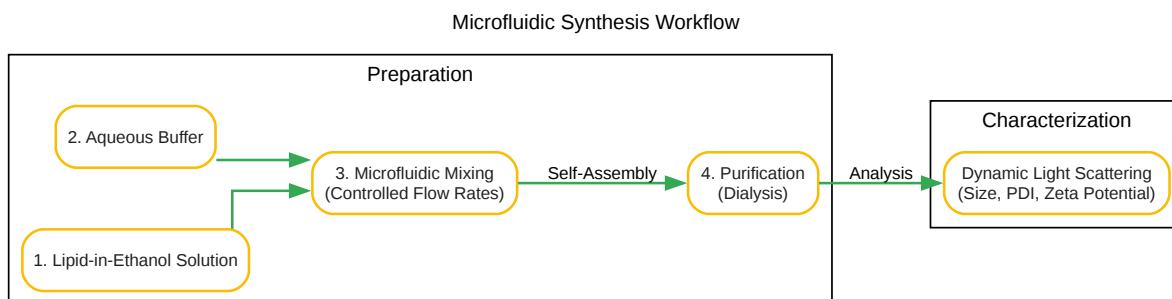 Microfluidic Synthesis Workflow
Preparation
2. Aqueous Buffer
1. Lipid-in-Ethanol Solution
3. Microfluidic Mixing
(Controlled Flow Rates)
Self-Assembly
4. Purification
(Dialysis)
Analysis
Characterization
Dynamic Light Scattering
(Size, PDI, Zeta Potential)